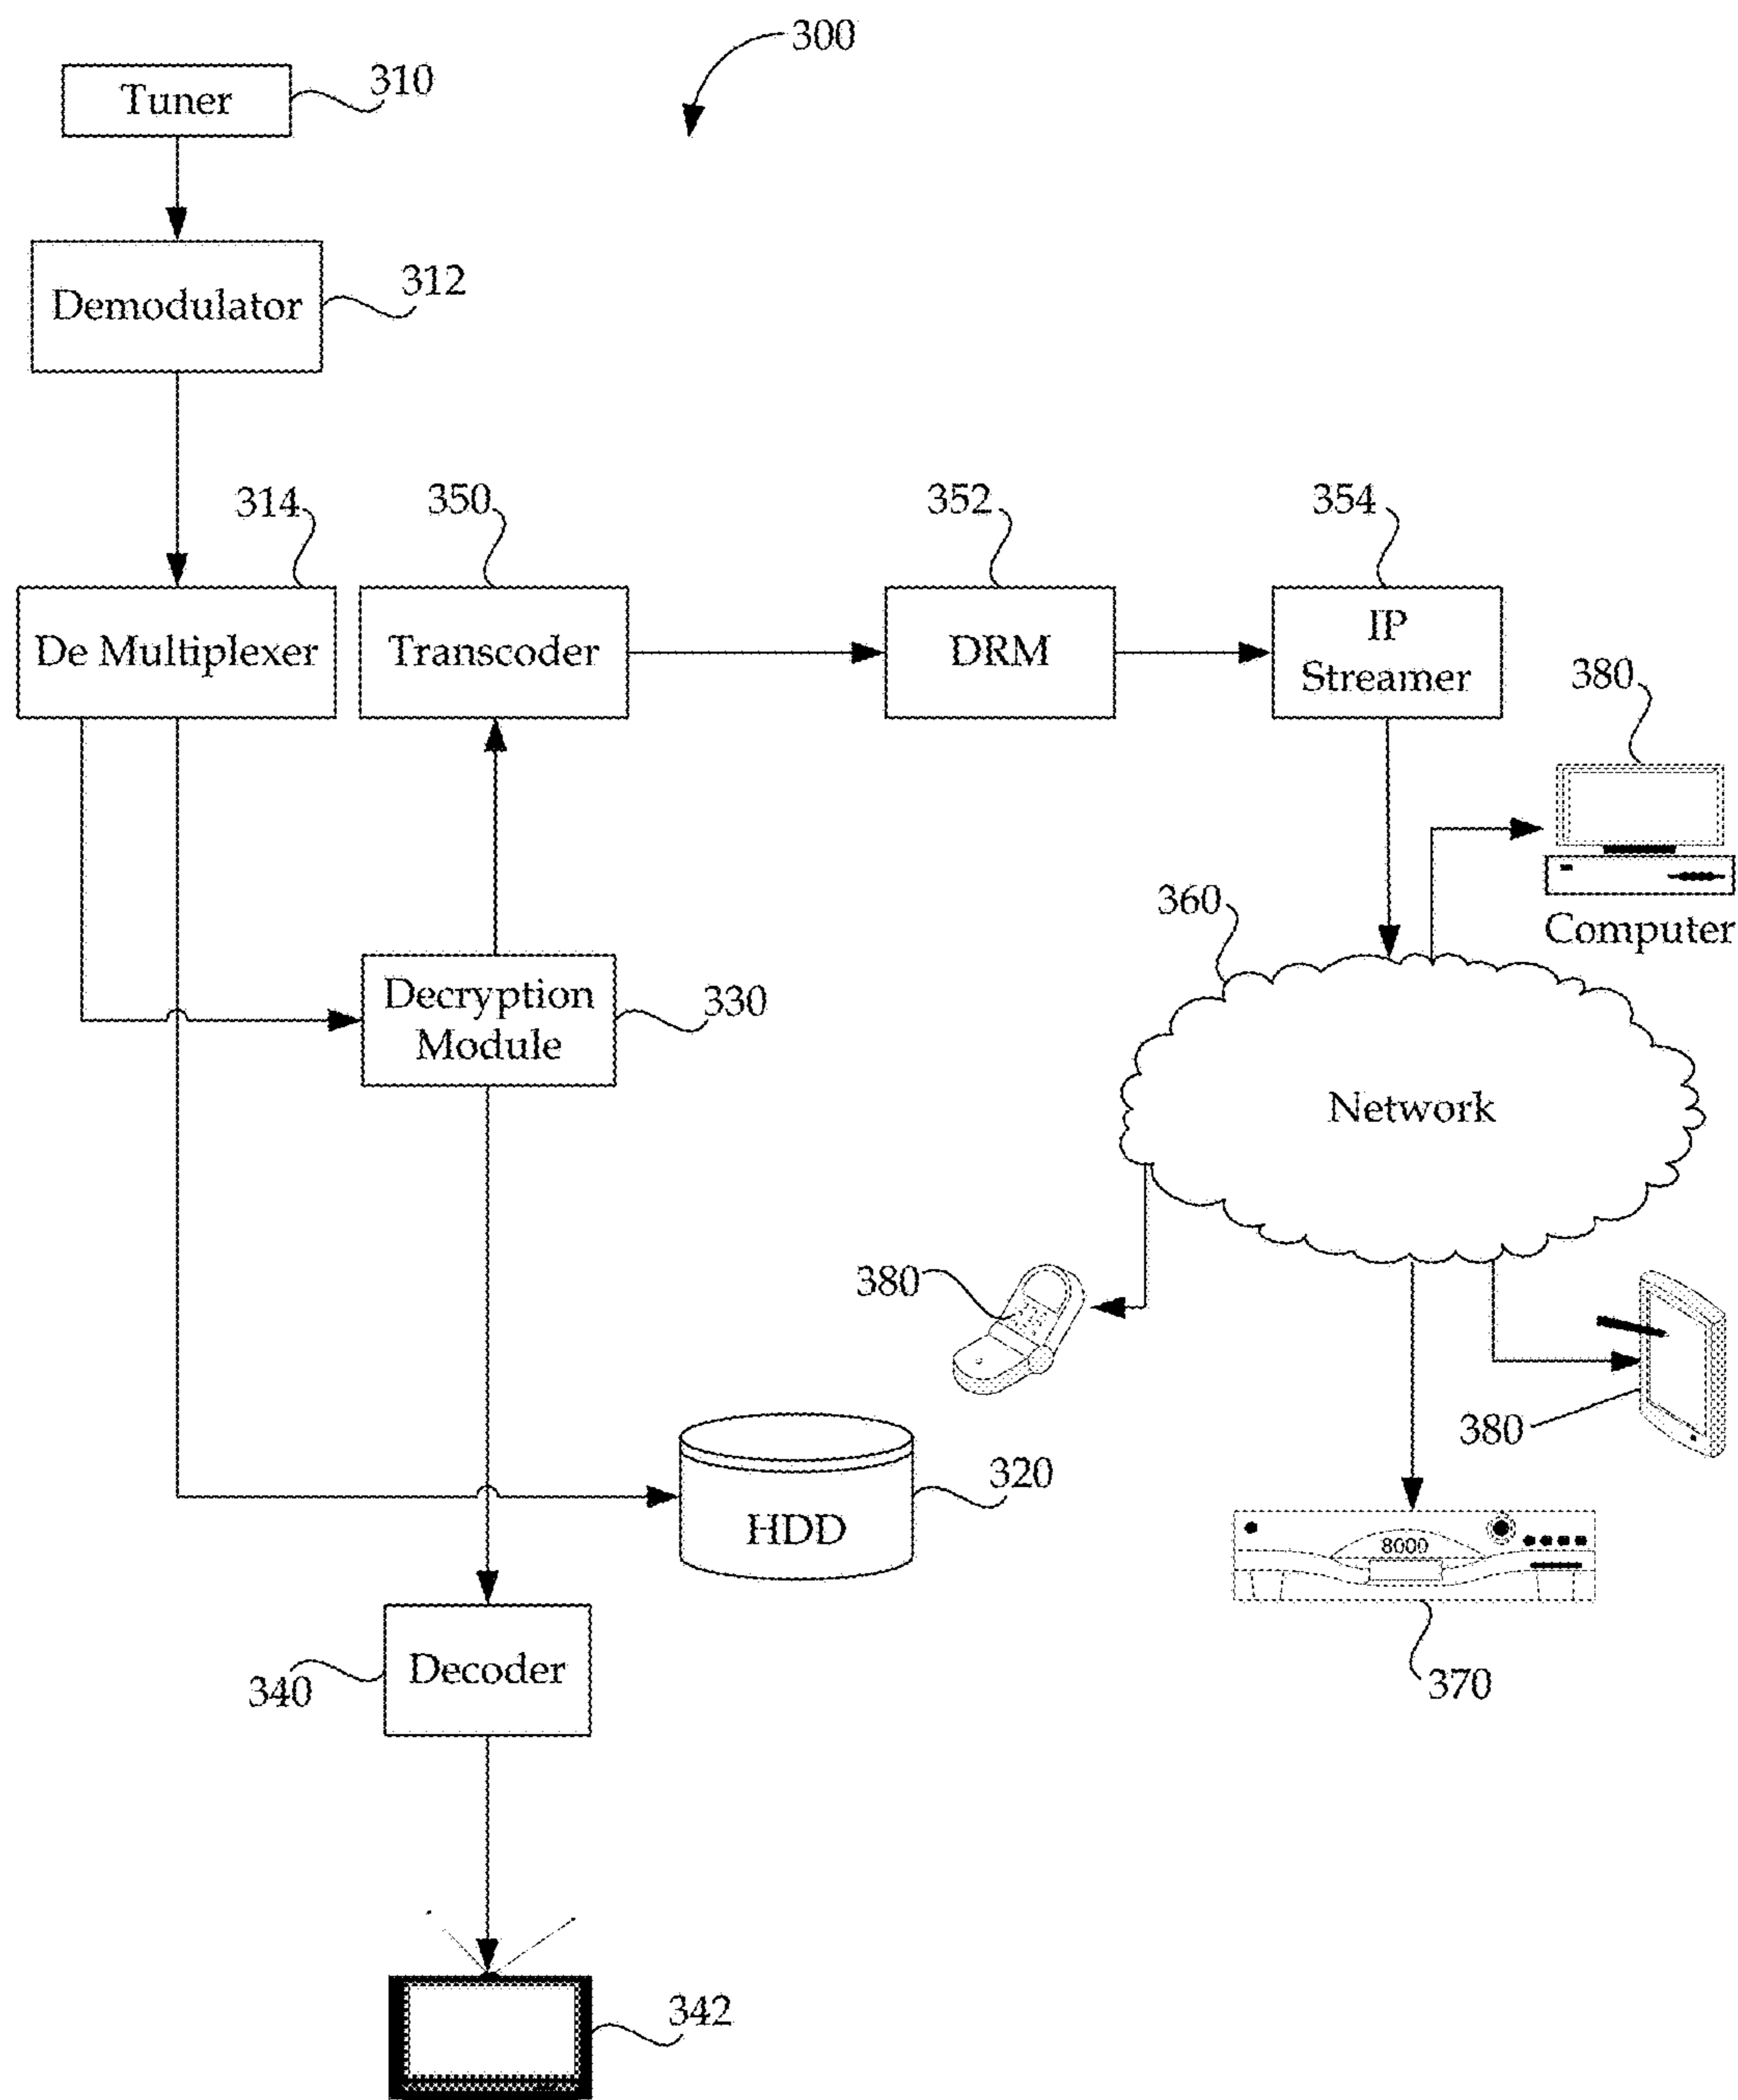 300
Tuner
310
Demodulator
312
314
350
352
354
De Multiplexer
Transcoder
DRM
IP
Streamer
380
Computer
360
Decryption
Module
330
Network
380
380
320
HDD
8000
370
Decoder
340
342